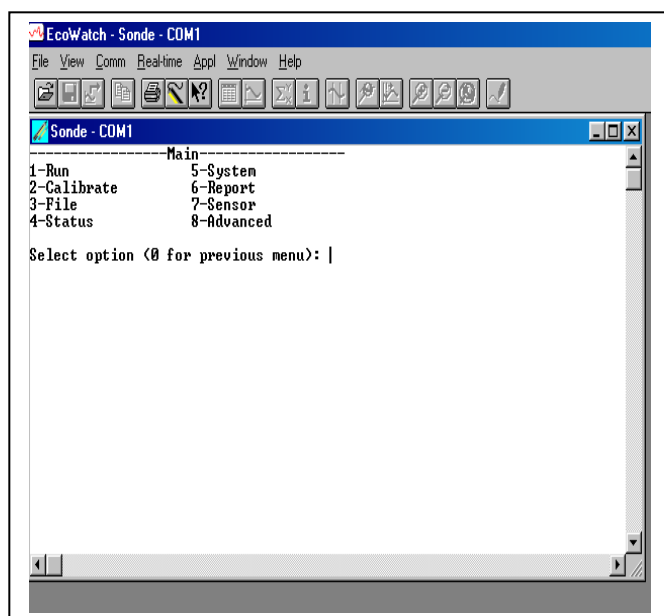 EcoWatch - Sonde - COM1
File View Comm Real-time Appl Window Help
Sonde - COM1
-----------------Main------------------
1-Run 5-System
2-Calibrate 6-Report
3-File 7-Sensor
4-Status 8-Advanced
Select option (0 for previous menu): |